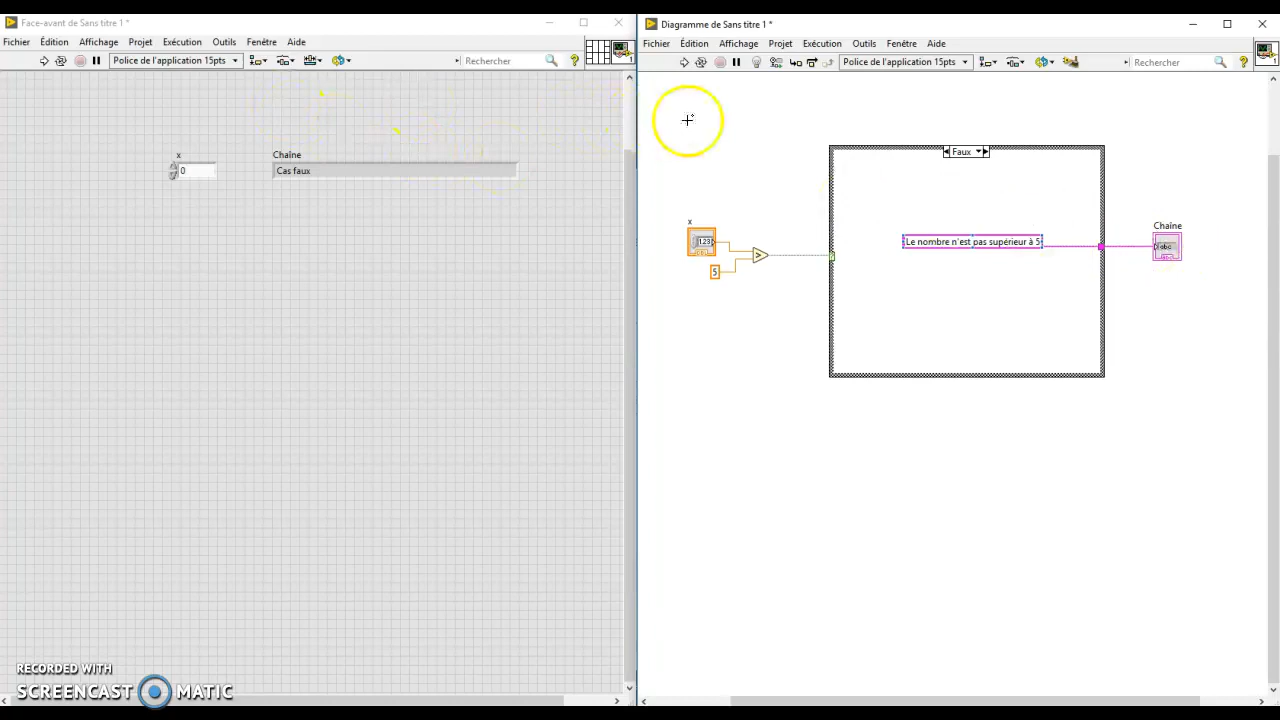 Face-avant de Sans titre 1 *
Fichier Édition Affichage Projet Exécution Outils Fenêtre Aide
Police de l'application 15pts
Rechercher
x
0
Chaîne
Cas faux
Diagramme de Sans titre 1 *
Fichier Édition Affichage Projet Exécution Outils Fenêtre Aide
Police de l'application 15pts
Rechercher
Faux
x
123
5
>
Le nombre n'est pas supérieur à 5
Chaîne
abc
RECORDED WITH
SCREENCAST MATIC